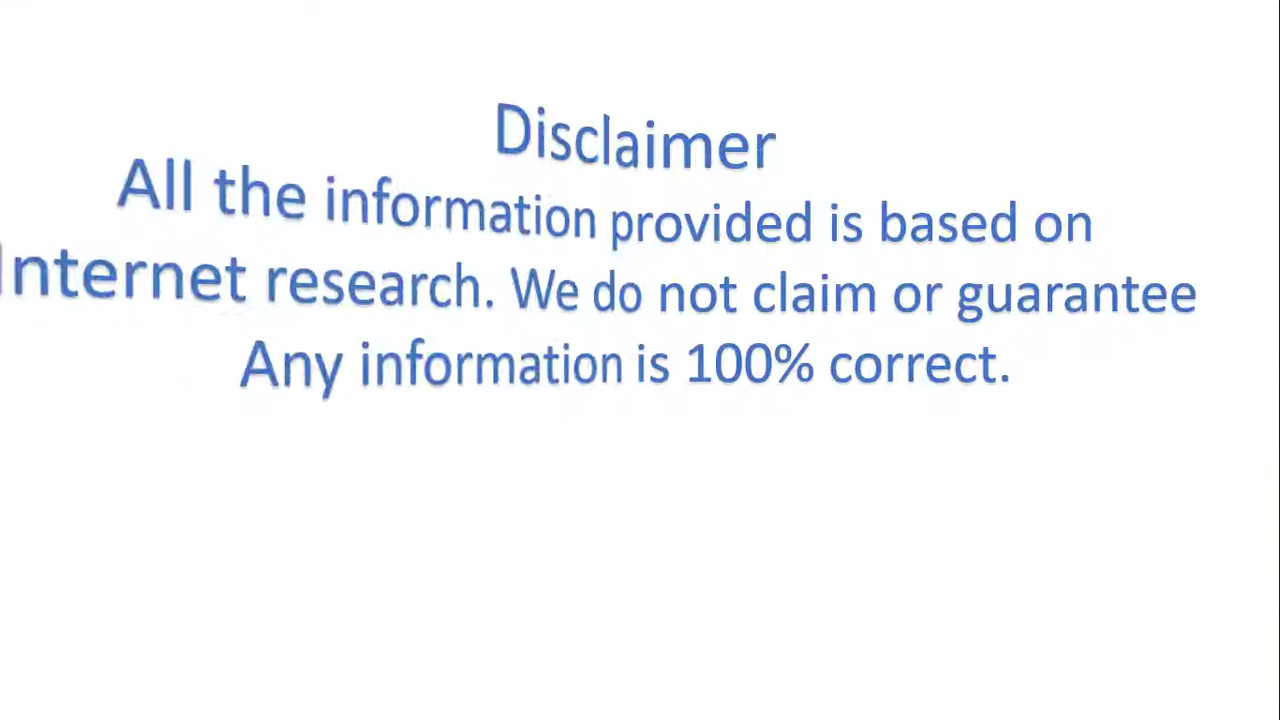 Disclaimer
All the information provided is based on
Internet research. We do not claim or guarantee
Any information is 100% correct.